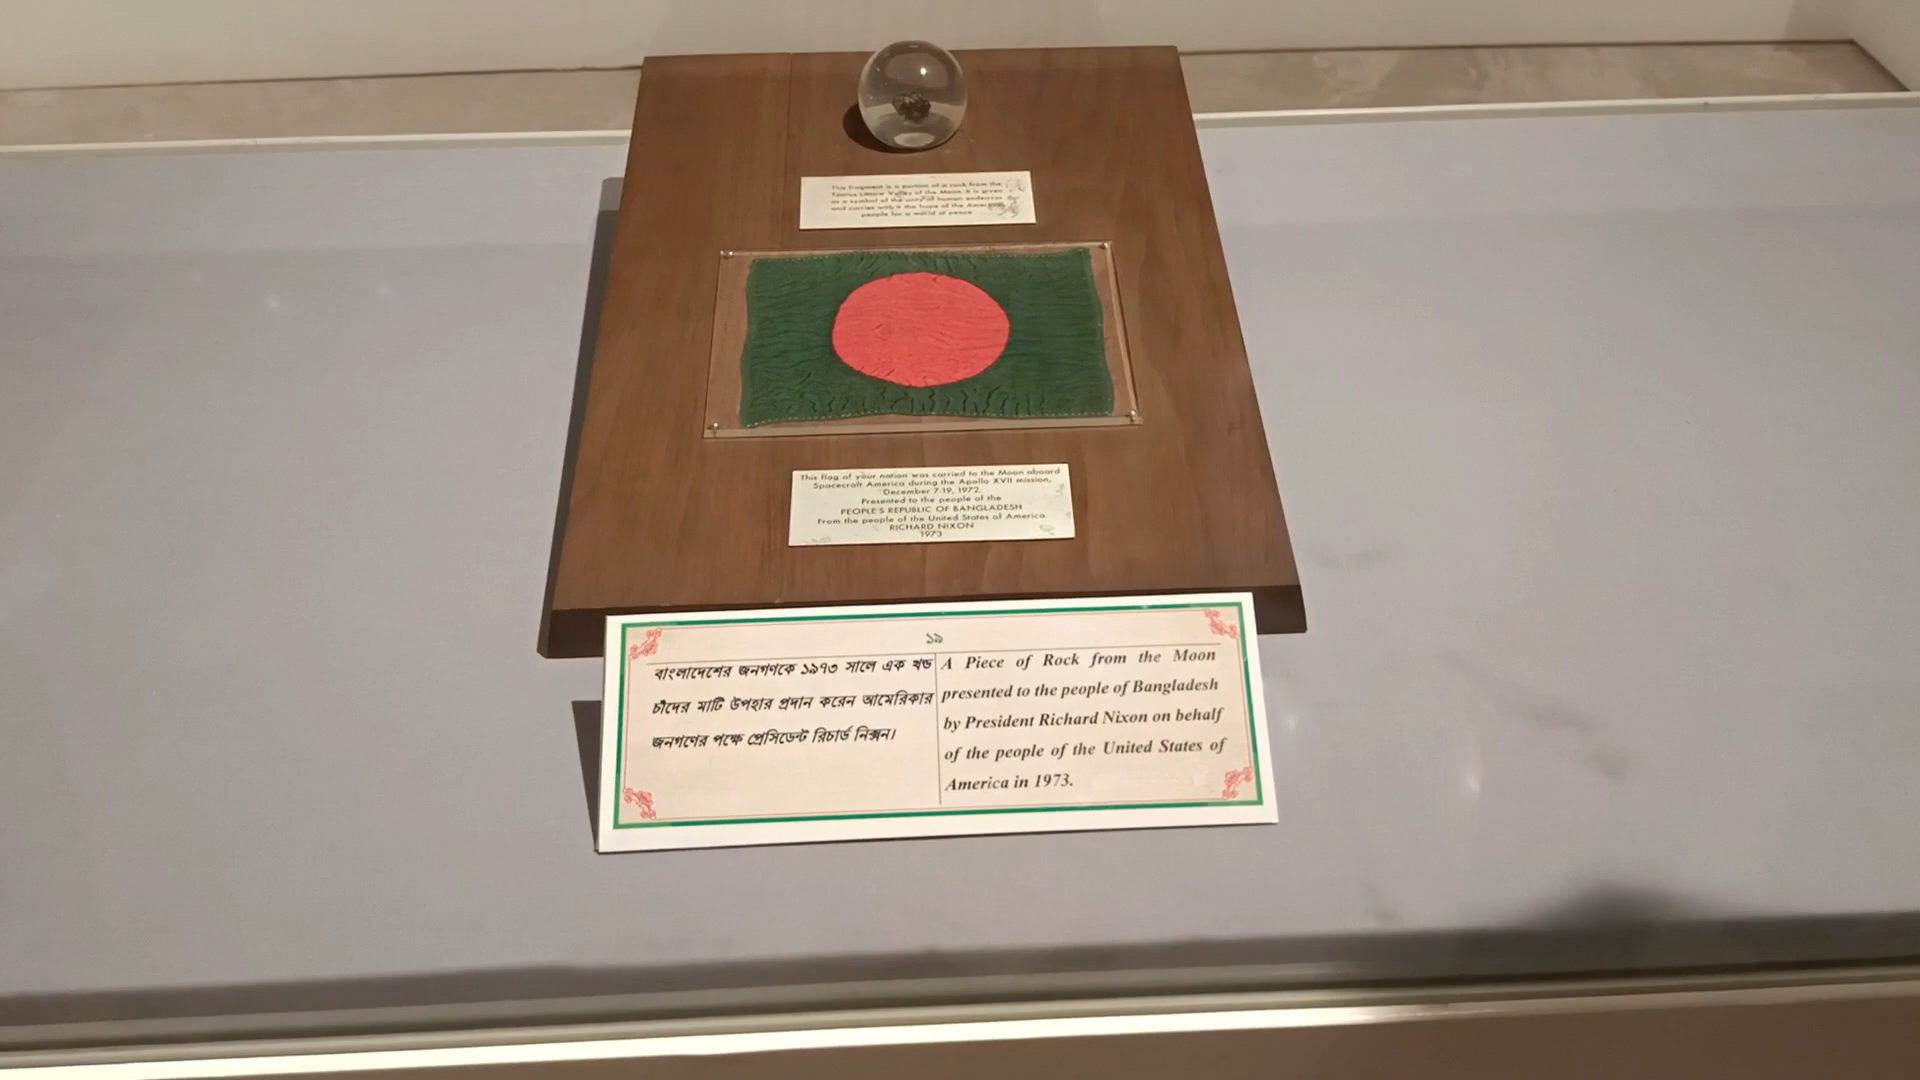 This fragment is a portion of a rock from the
Taurus Littrow Valley of the Moon. It is given
as a symbol of the unity of human endeavor
and carries with it the hope of the American
people for a world at peace.
This flag of your nation was carried to the Moon aboard
Spacecraft America during the Apollo XVII mission,
December 7-19, 1972.
Presented to the people of the
PEOPLE'S REPUBLIC OF BANGLADESH
From the people of the United States of America
RICHARD NIXON
1973
১৯
বাংলাদেশের জনগণকে ১৯৭৩ সালে এক খন্ড
চাঁদের মাটি উপহার প্রদান করেন আমেরিকার
জনগণের পক্ষে প্রেসিডেন্ট রিচার্ড নিক্সন।
A Piece of Rock from the Moon
presented to the people of Bangladesh
by President Richard Nixon on behalf
of the people of the United States of
America in 1973.